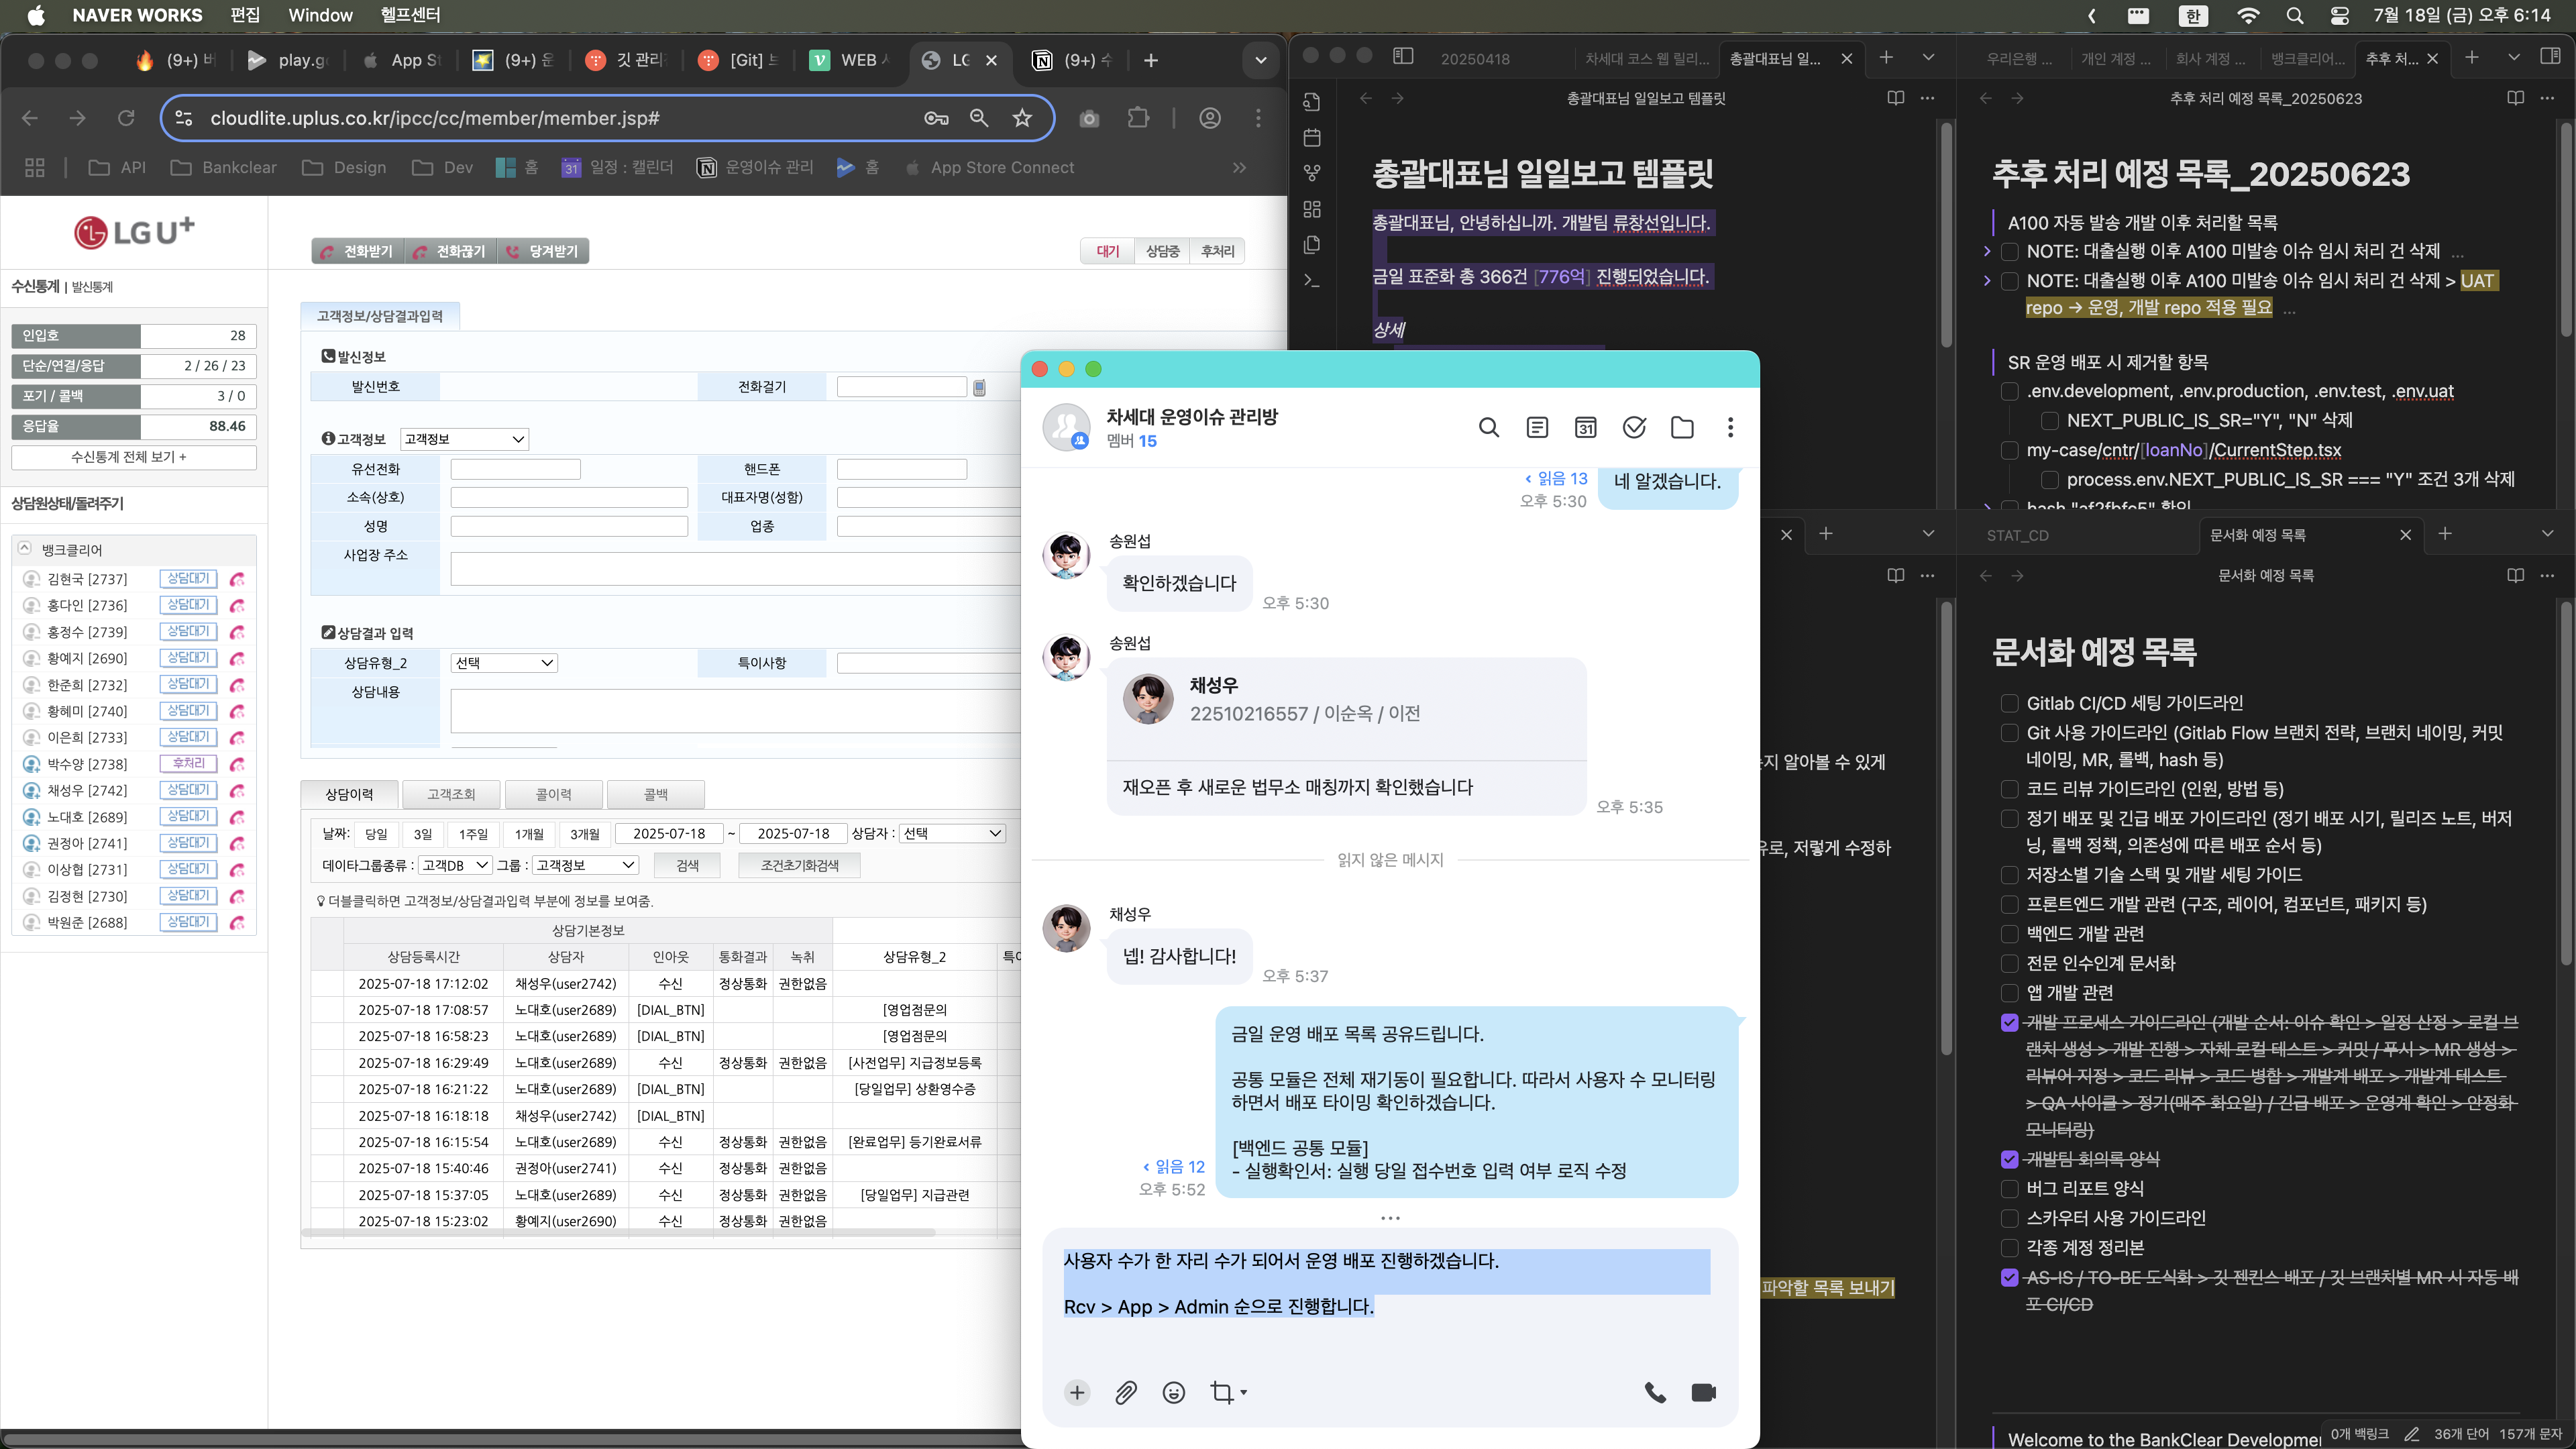 NAVER WORKS 편집 Window 헬프센터
한 7월 18일 (금) 오후 6:14
(9+) play.g App St (9+) 운 깃 관리 [Git] WEB LG (9+)
cloudlite.uplus.co.kr/ipcc/cc/member/member.jsp#
API Bankclear Design Dev 홈 일정 : 캘린더 운영이슈 관리 홈 App Store Connect
LG U+
수신통계 | 발신통계
인입호 28
단순/연결/응답 2 / 26 / 23
포기 / 콜백 3 / 0
응답율 88.46
수신통계 전체 보기 +
상담원상태/돌려주기
뱅크클리어
김현국 [2737] 상담대기
홍다인 [2736] 상담대기
홍정수 [2739] 상담대기
황예지 [2690] 상담대기
한준희 [2732] 상담대기
황혜미 [2740] 상담대기
이은희 [2733] 상담대기
박수양 [2738] 후처리
채성우 [2742] 상담대기
노대호 [2689] 상담대기
권정아 [2741] 상담대기
이상협 [2731] 상담대기
김정현 [2730] 상담대기
박원준 [2688] 상담대기
전화받기 전화끊기 당겨받기
대기 상담중 후처리
고객정보/상담결과입력
발신정보
발신번호 전화걸기
고객정보 고객정보
유선전화 핸드폰
소속(상호) 대표자명(성함)
성명 업종
사업장 주소
상담결과 입력
상담유형_2 선택 특이사항
상담내용
상담이력 고객조회 콜이력 콜백
날짜: 당일 3일 1주일 1개월 3개월 2025-07-18 ~ 2025-07-18 상담자 : 선택
데이타그룹종류 : 고객DB 그룹 : 고객정보 검색 조건초기화검색
더블클릭하면 고객정보/상담결과입력 부분에 정보를 보여줌.
상담기본정보
상담등록시간 상담자 인아웃 통화결과 녹취 상담유형_2
2025-07-18 17:12:02 채성우(user2742) 수신 정상통화 권한없음
2025-07-18 17:08:57 노대호(user2689) [DIAL_BTN] [영업점문의
2025-07-18 16:58:23 노대호(user2689) [DIAL_BTN] [영업점문의
2025-07-18 16:29:49 노대호(user2689) 수신 정상통화 권한없음 [사전업무] 지급정보등록
2025-07-18 16:21:22 노대호(user2689) [DIAL_BTN] [당일업무] 상환영수증
2025-07-18 16:18:18 채성우(user2742) [DIAL_BTN]
2025-07-18 16:15:54 노대호(user2689) 수신 정상통화 권한없음 [완료업무] 등기완료서류
2025-07-18 15:40:46 권정아(user2741) 수신 정상통화 권한없음
2025-07-18 15:37:05 노대호(user2689) 수신 정상통화 권한없음 [당일업무] 지급관련
2025-07-18 15:23:02 황예지(user2690) 수신 정상통화 권한없음
20250418 차세대 코스 웹 릴리... 총괄대표님 일...
총괄대표님 일일보고 템플릿
총괄대표님 일일보고 템플릿
총괄대표님, 안녕하십니까. 개발팀 류창선입니다.
금일 표준화 총 366건 [776억] 진행되었습니다.
상세
우리은행 ... 개인 계정 ... 회사 계정 ... 뱅크클리어... 추후 처...
추후 처리 예정 목록_20250623
추후 처리 예정 목록_20250623
A100 자동 발송 개발 이후 처리할 목록
NOTE: 대출실행 이후 A100 미발송 이슈 임시 처리 건 삭제 ...
NOTE: 대출실행 이후 A100 미발송 이슈 임시 처리 건 삭제 > UAT
repo → 운영, 개발 repo 적용 필요 ...
SR 운영 배포 시 제거할 항목
.env.development, .env.production, .env.test, .env.uat
NEXT_PUBLIC_IS_SR="Y", "N" 삭제
my-case/cntr/[loanNo]/CurrentStep.tsx
process.env.NEXT_PUBLIC_IS_SR === "Y" 조건 3개 삭제
hash "af2fbfc5" 확인
차세대 운영이슈 관리방
멤버 15
31
네 알겠습니다.
읽음 13
오후 5:30
송원섭
확인하겠습니다
오후 5:30
송원섭
채성우
22510216557 / 이순옥 / 이전
재오픈 후 새로운 법무소 매칭까지 확인했습니다
오후 5:35
읽지 않은 메시지
채성우
넵! 감사합니다!
오후 5:37
금일 운영 배포 목록 공유드립니다.
공통 모듈은 전체 재기동이 필요합니다. 따라서 사용자 수 모니터링
하면서 배포 타이밍 확인하겠습니다.
[백엔드 공통 모듈]
- 실행확인서: 실행 당일 접수번호 입력 여부 로직 수정
읽음 12
오후 5:52
사용자 수가 한 자리 수가 되어서 운영 배포 진행하겠습니다.
Rcv > App > Admin 순으로 진행합니다.
지 알아볼 수 있게
로, 저렇게 수정하
파악할 목록 보내기
STAT_CD 문서화 예정 목록
문서화 예정 목록
문서화 예정 목록
Gitlab CI/CD 세팅 가이드라인
Git 사용 가이드라인 (Gitlab Flow 브랜치 전략, 브랜치 네이밍, 커밋
네이밍, MR, 롤백, hash 등)
코드 리뷰 가이드라인 (인원, 방법 등)
정기 배포 및 긴급 배포 가이드라인 (정기 배포 시기, 릴리즈 노트, 버저
닝, 롤백 정책, 의존성에 따른 배포 순서 등)
저장소별 기술 스택 및 개발 세팅 가이드
프론트엔드 개발 관련 (구조, 레이어, 컴포넌트, 패키지 등)
백엔드 개발 관련
전문 인수인계 문서화
앱 개발 관련
개발 프로세스 가이드라인 (개발 순서: 이슈 확인 > 일정 산정 > 로컬 브
랜치 생성 > 개발 진행 > 자체 로컬 테스트 > 커밋 / 푸시 > MR 생성 >
리뷰어 지정 > 코드 리뷰 > 코드 병합 > 개발계 배포 > 개발계 테스트
> QA 사이클 > 정기(매주 화요일) / 긴급 배포 > 운영계 확인 > 안정화
모니터링)
개발팀 회의록 양식
버그 리포트 양식
스카우터 사용 가이드라인
각종 계정 정리본
AS-IS / TO-BE 도식화 > 깃 젠킨스 배포 / 깃 브랜치별 MR 시 자동 배
포 CI/CD
Welcome to the BankClear Developmen
0개 백링크 36개 단어 157개 문자